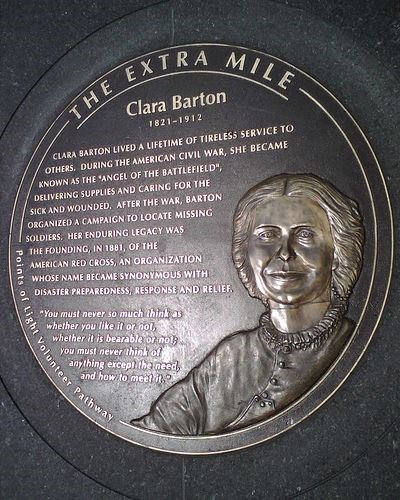 THE EXTRA MILE
Clara Barton
1821–1912
CLARA BARTON LIVED A LIFETIME OF TIRELESS SERVICE TO
OTHERS. DURING THE AMERICAN CIVIL WAR, SHE BECAME
KNOWN AS THE "ANGEL OF THE BATTLEFIELD",
DELIVERING SUPPLIES AND CARING FOR THE
SICK AND WOUNDED. AFTER THE WAR, BARTON
ORGANIZED A CAMPAIGN TO LOCATE MISSING
SOLDIERS. HER ENDURING LEGACY WAS
THE FOUNDING, IN 1881, OF THE
AMERICAN RED CROSS, AN ORGANIZATION
WHOSE NAME BECAME SYNONYMOUS WITH
DISASTER PREPAREDNESS, RESPONSE AND RELIEF.
"You must never so much think as
whether you like it or not,
whether it is bearable or not;
you must never think of
anything except the need,
and how to meet it."
Points of Light Volunteer Pathway